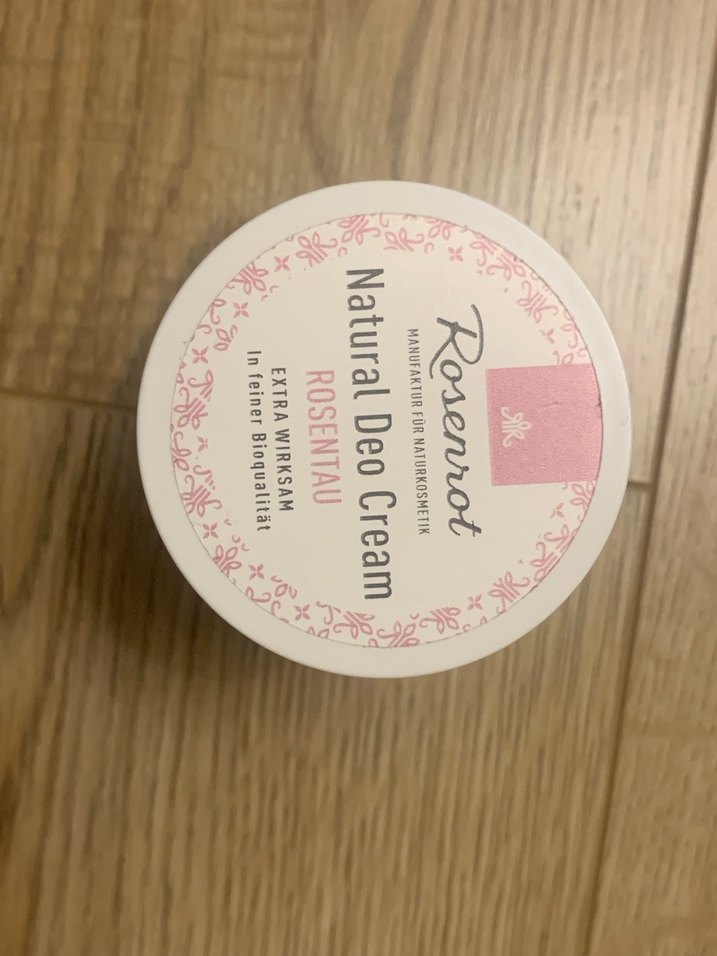 Rosenrot
MANUFAKTUR FÜR NATURKOSMETIK
Natural Deo Cream
ROSENTAU
EXTRA WIRKSAM
In feiner Bioqualität